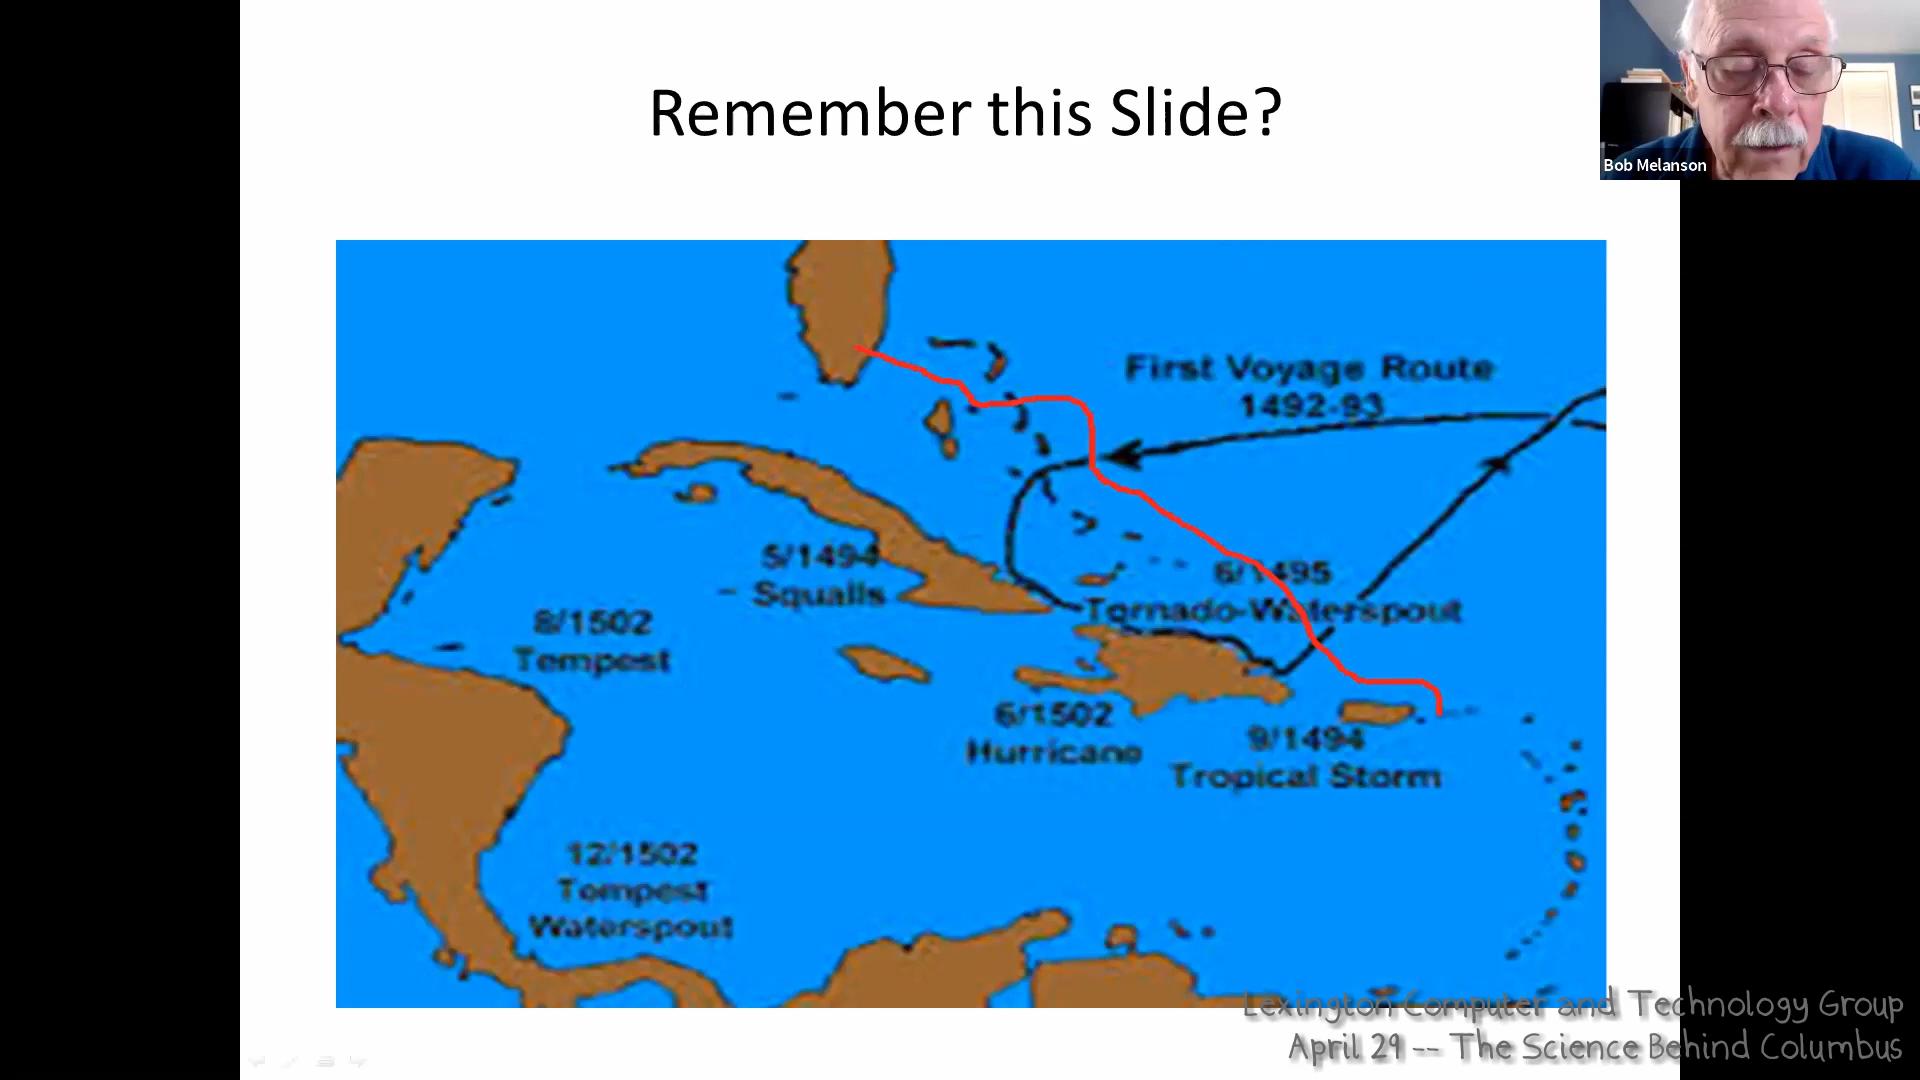 Remember this Slide?
Bob Melanson
First Voyage Route
1492-93
5/1494
Squalls
6/1495
Tornado-Waterspout
8/1502
Tempest
6/1502
Hurricane
9/1494
Tropical Storm
12/1502
Tempest
Waterspout
Lexington Computer and Technology Group
April 29 -- The Science Behind Columbus